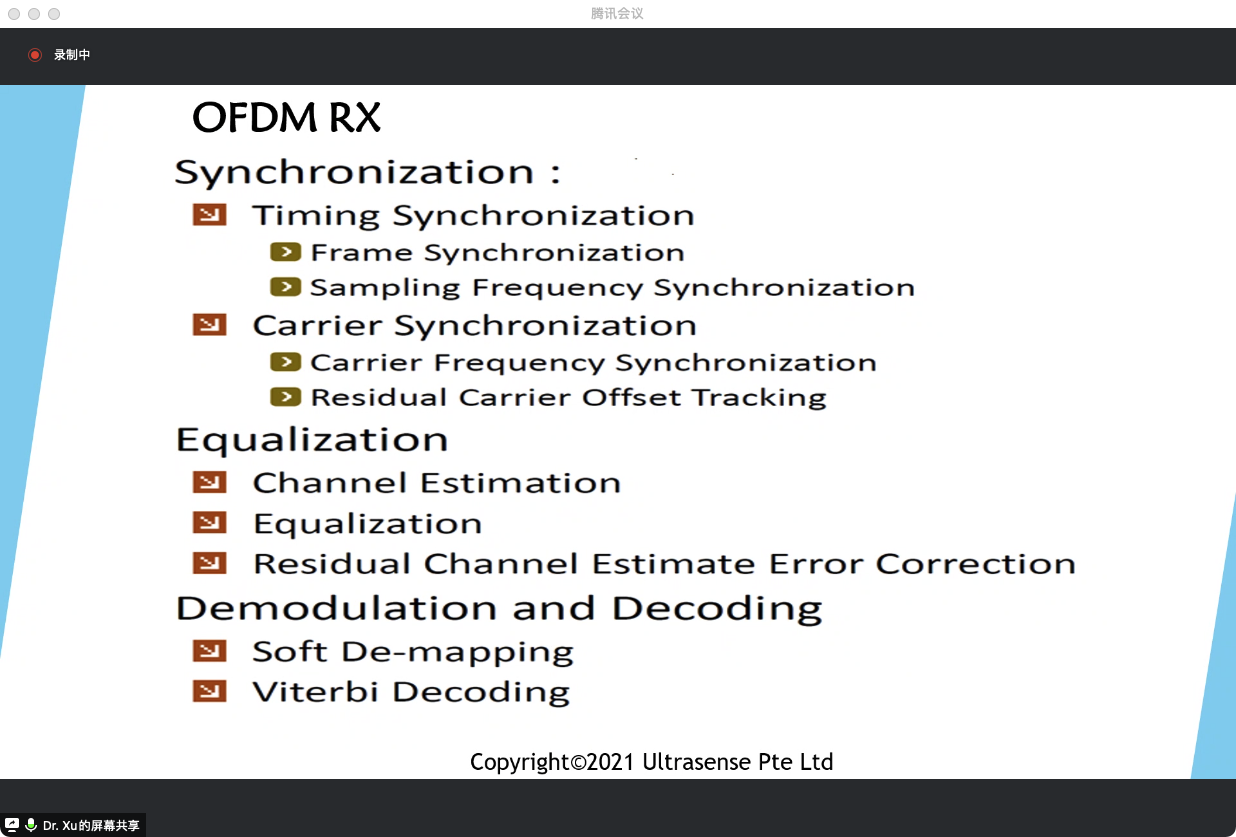 腾讯会议
录制中
OFDM RX
Synchronization :
Timing Synchronization
Frame Synchronization
Sampling Frequency Synchronization
Carrier Synchronization
Carrier Frequency Synchronization
Residual Carrier Offset Tracking
Equalization
Channel Estimation
Equalization
Residual Channel Estimate Error Correction
Demodulation and Decoding
Soft De-mapping
Viterbi Decoding
Copyright©2021 Ultrasense Pte Ltd
Dr. Xu的屏幕共享